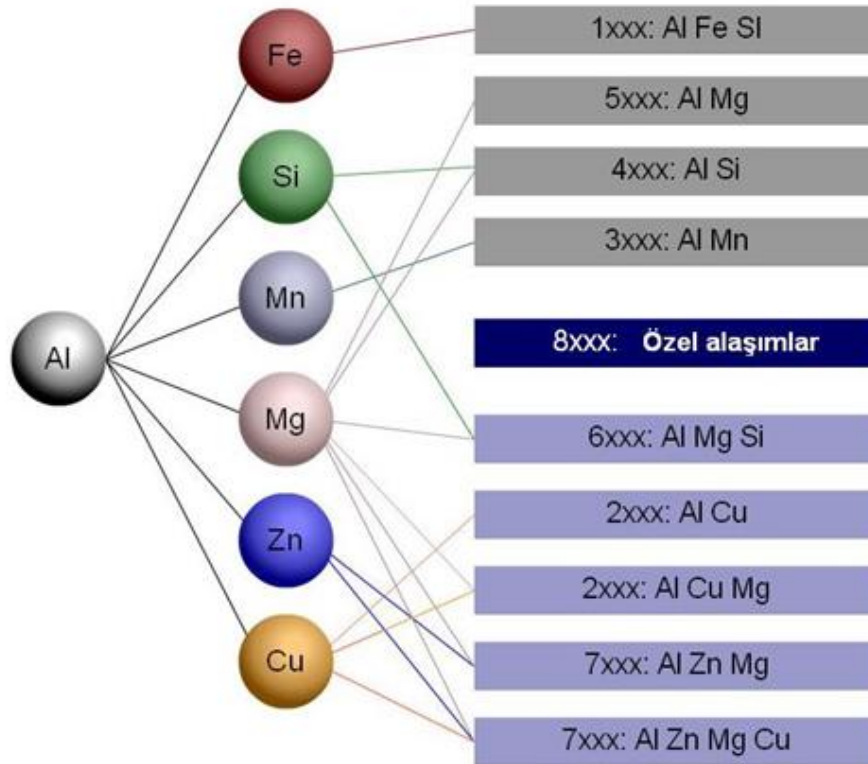 Al
Fe
Si
Mn
Mg
Zn
Cu
1xxx: Al Fe SI
5xxx: Al Mg
4xxx: Al Si
3xxx: Al Mn
8xxx: Özel alaşımlar
6xxx: Al Mg Si
2xxx: Al Cu
2xxx: Al Cu Mg
7xxx: Al Zn Mg
7xxx: Al Zn Mg Cu